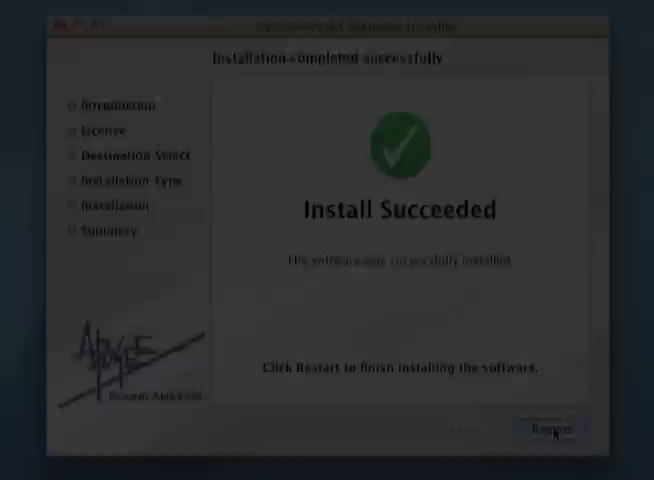 Installation completed successfully
Introduction
License
Destination Select
Installation Type
Installation
Summary
Install Succeeded
The software was successfully installed.
APOGEE
Click Restart to finish installing the software.
Restart